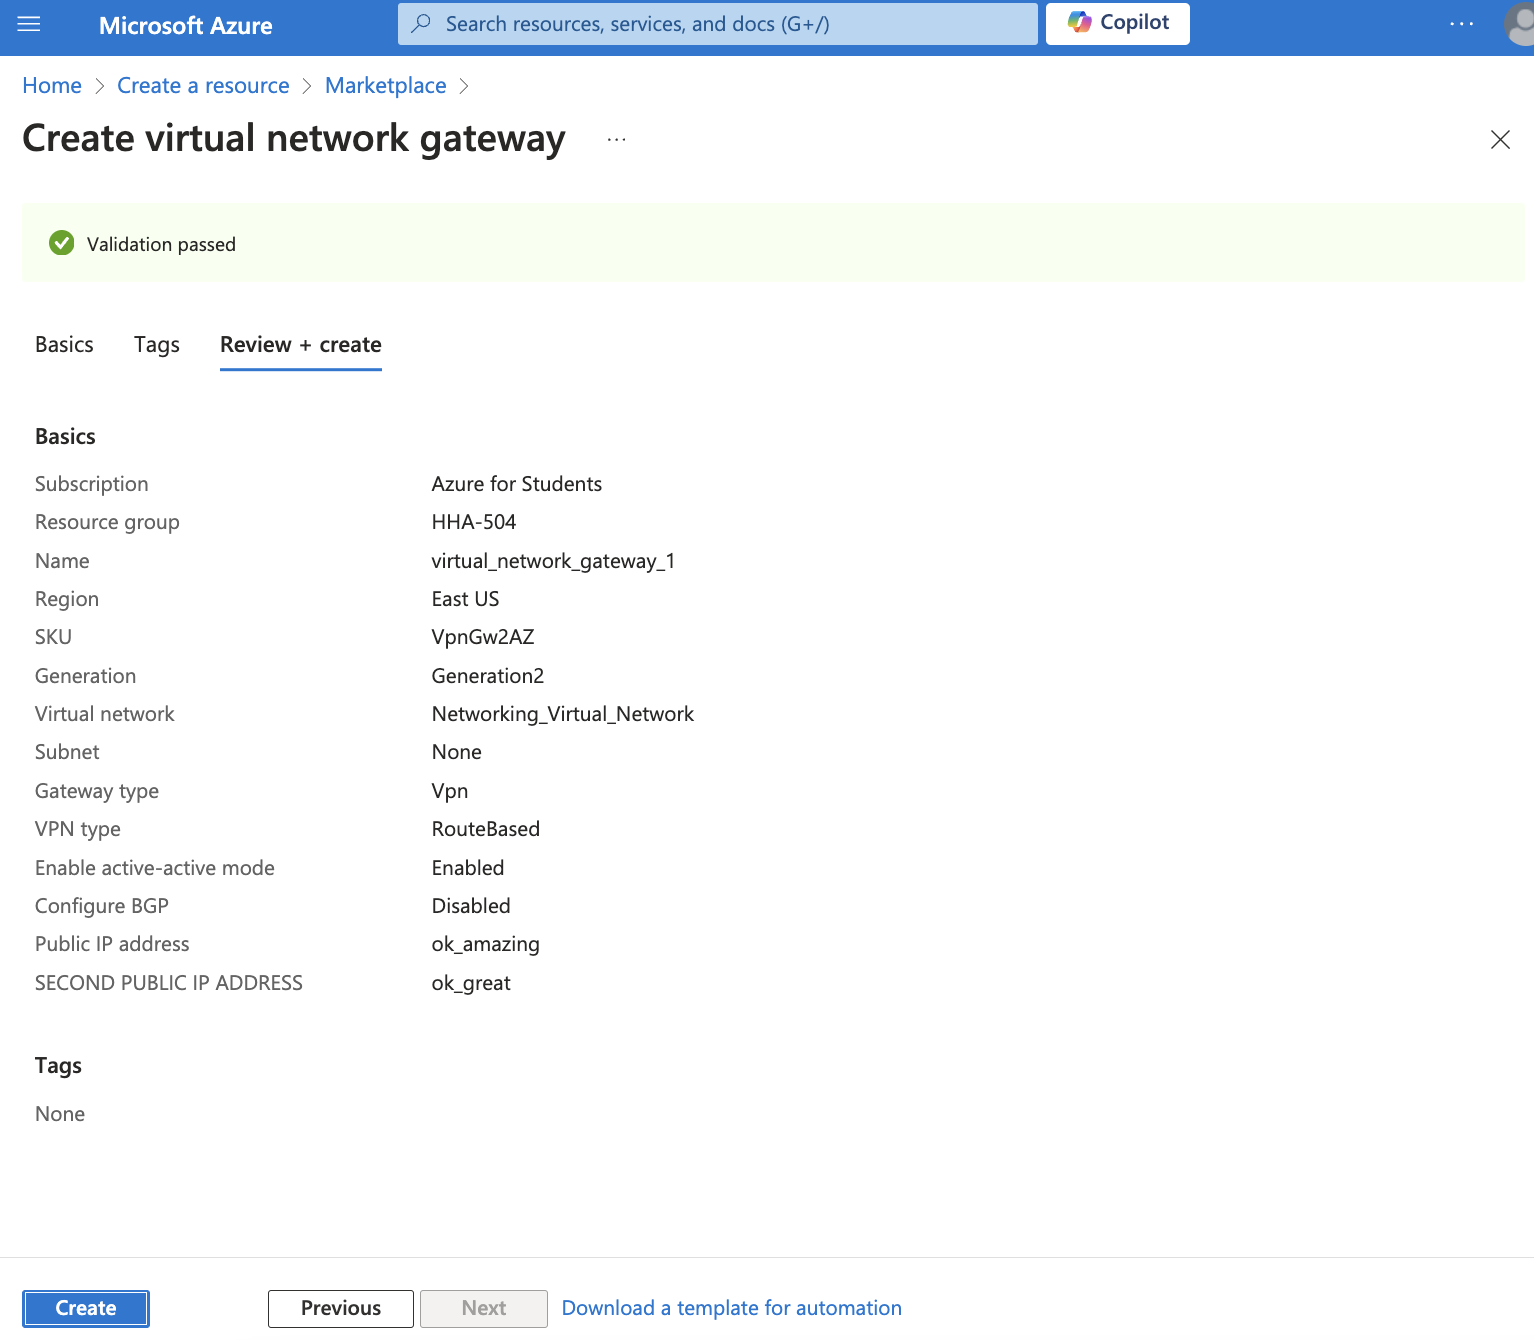 Microsoft Azure
Search resources, services, and docs (G+/)
Copilot
Home > Create a resource > Marketplace >
Create virtual network gateway ...
Validation passed
Basics Tags Review + create
Basics
Subscription Azure for Students
Resource group HHA-504
Name virtual_network_gateway_1
Region East US
SKU VpnGw2AZ
Generation Generation2
Virtual network Networking_Virtual_Network
Subnet None
Gateway type Vpn
VPN type RouteBased
Enable active-active mode Enabled
Configure BGP Disabled
Public IP address ok_amazing
SECOND PUBLIC IP ADDRESS ok_great
Tags
None
Create Previous Next Download a template for automation